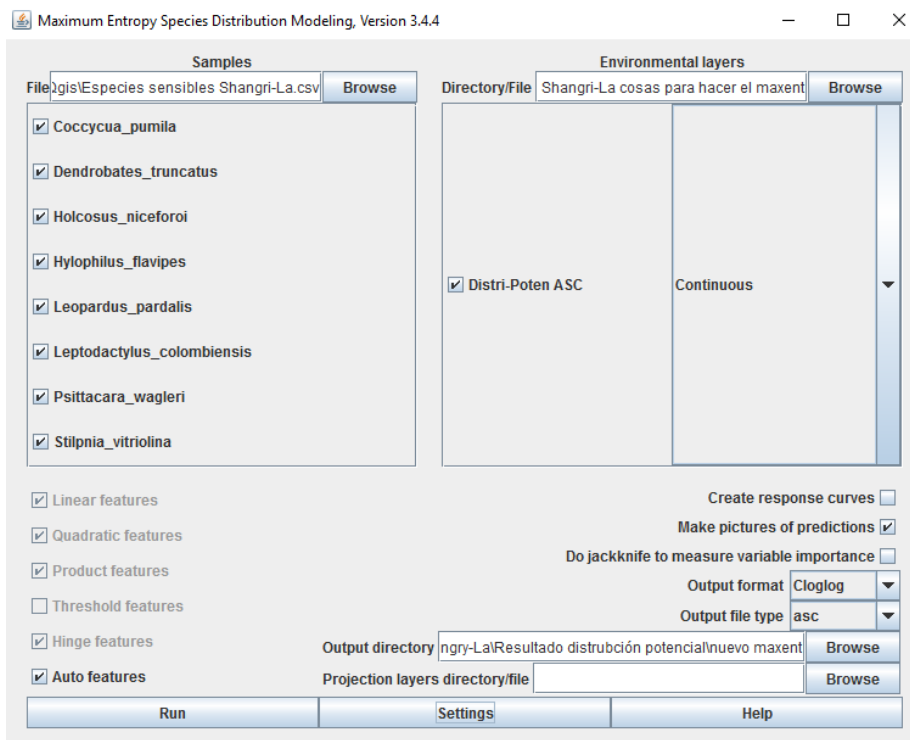 Maximum Entropy Species Distribution Modeling, Version 3.4.4
Samples
File gis\Especies sensibles Shangri-La.csv Browse
Coccycua_pumila
Dendrobates_truncatus
Holcosus_niceforoi
Hylophilus_flavipes
Leopardus_pardalis
Leptodactylus_colombiensis
Psittacara_wagleri
Stilpnia_vitriolina
Environmental layers
Directory/File Shangri-La cosas para hacer el maxent Browse
Distri-Poten ASC Continuous
Linear features
Quadratic features
Product features
Threshold features
Hinge features
Auto features
Create response curves
Make pictures of predictions
Do jackknife to measure variable importance
Output format Cloglog
Output file type asc
Output directory ngry-La\Resultado distrubción potencial\nuevo maxent Browse
Projection layers directory/file Browse
Run Settings Help